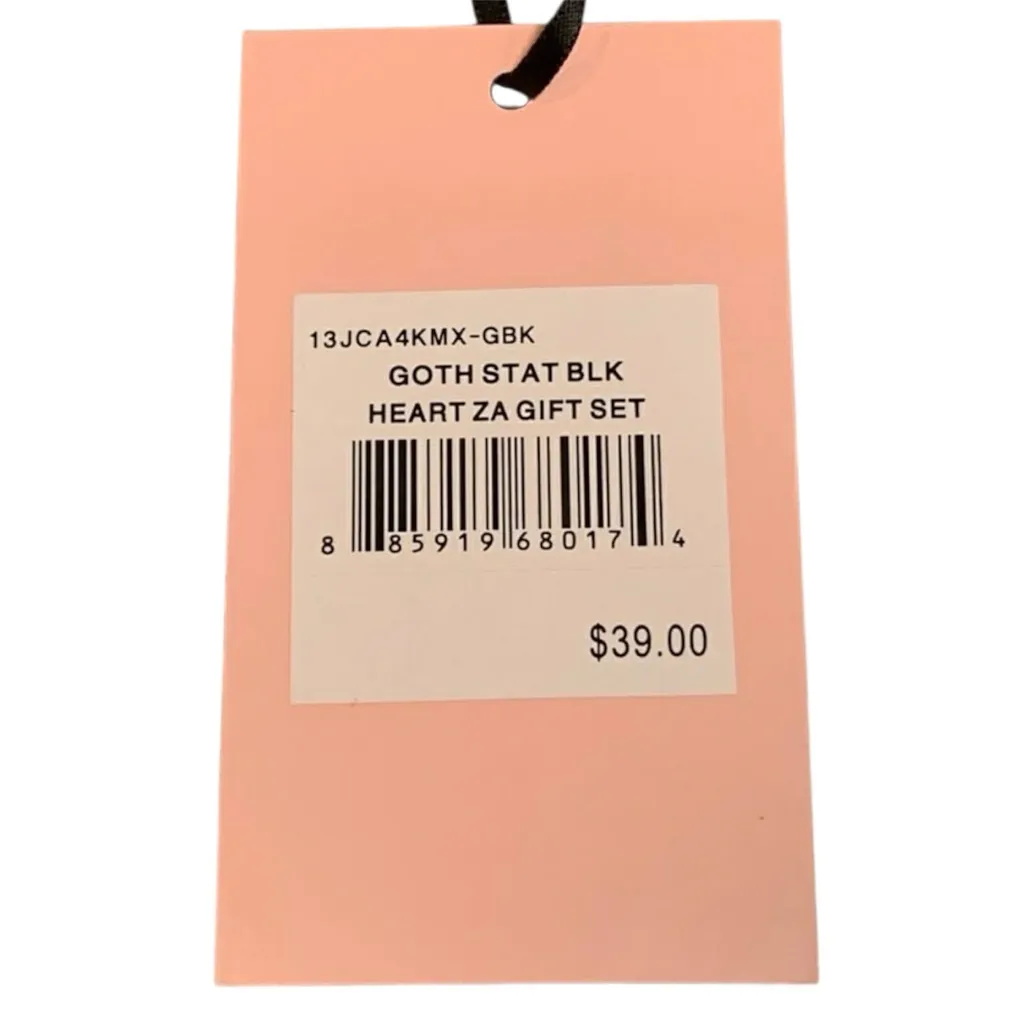 13JCA4KMX-GBK
GOTH STAT BLK
HEART ZA GIFT SET
8 85919 68017 4
$39.00